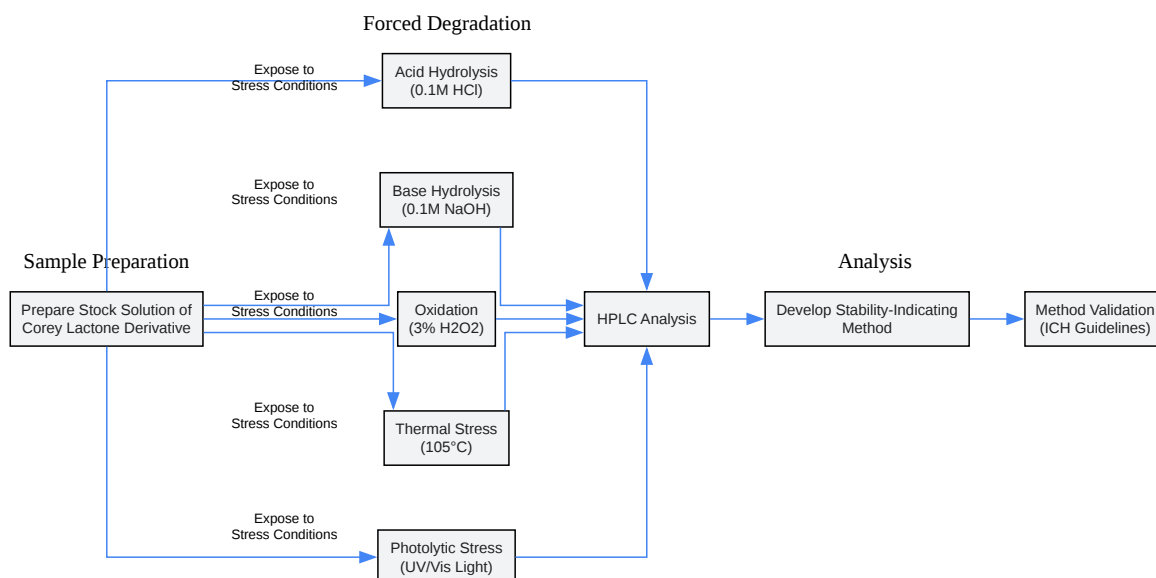 Forced Degradation
Expose to
Stress Conditions
Acid Hydrolysis
(0.1M HCl)
Expose to
Stress Conditions
Base Hydrolysis
(0.1M NaOH)
Sample Preparation
Analysis
Prepare Stock Solution of
Corey Lactone Derivative
Expose to
Stress Conditions
Oxidation
(3% H2O2)
HPLC Analysis
Develop Stability-Indicating
Method
Method Validation
(ICH Guidelines)
Expose to
Stress Conditions
Thermal Stress
(105°C)
Expose to
Stress Conditions
Photolytic Stress
(UV/Vis Light)